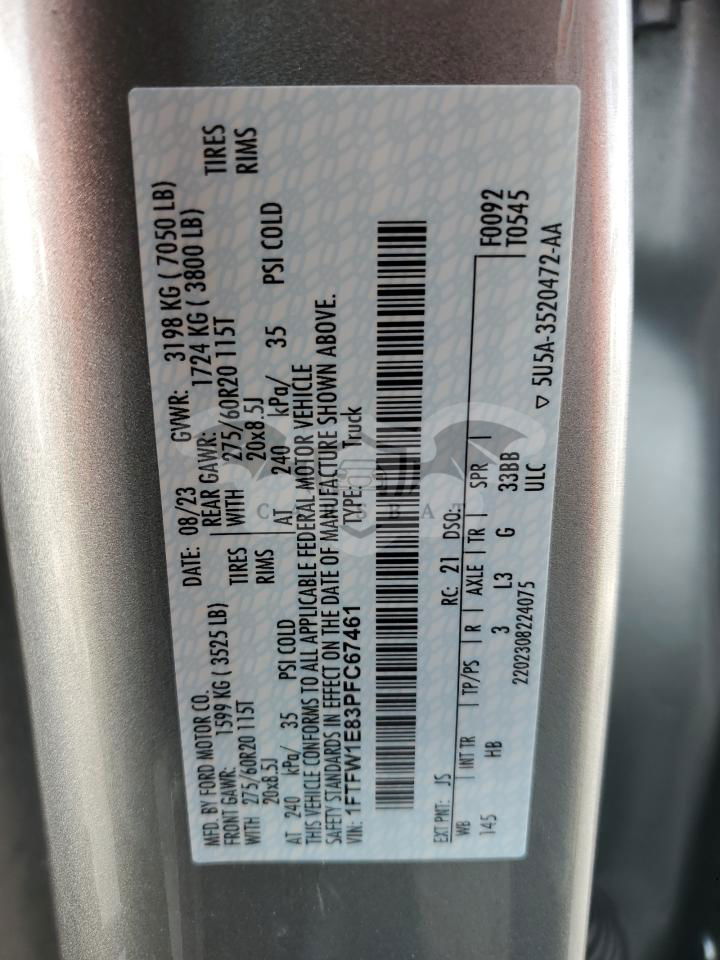 MFD. BY FORD MOTOR CO.
DATE: 08/23 GVWR: 3198 KG ( 7050 LB)
FRONT GAWR: 1599 KG ( 3525 LB) REAR GAWR: 1724 KG ( 3800 LB)
WITH 275/60R20 115T TIRES WITH 275/60R20 115T TIRES
20x8.5J RIMS 20x8.5J RIMS
AT 240 kPa/ 35 PSI COLD AT 240 kPa/ 35 PSI COLD
THIS VEHICLE CONFORMS TO ALL APPLICABLE FEDERAL MOTOR VEHICLE
SAFETY STANDARDS IN EFFECT ON THE DATE OF MANUFACTURE SHOWN ABOVE.
VIN: 1FTFW1E83PFC67461 TYPE: Truck
EXT PNT: JS RC: 21 DSO: F0092
WB INT TR TP/PS R AXLE TR SPR T0545
145 HB 3 L3 G 33BB
2202308224075 ULC
▽ 5U5A-3520472-AA